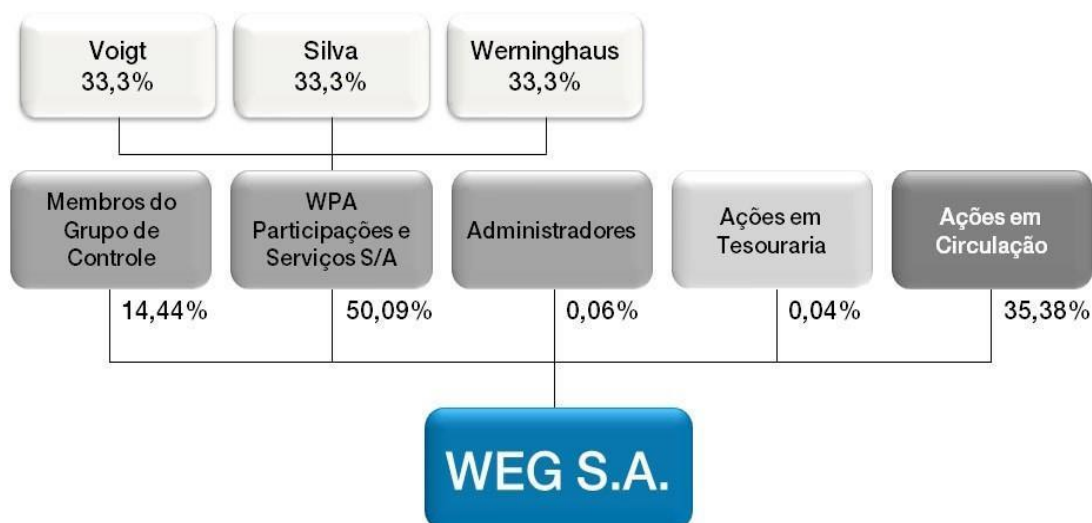 Voigt
33,3%
Silva
33,3%
Werninghaus
33,3%
Membros do
Grupo de
Controle
WPA
Participações e
Serviços S/A
Administradores
Ações em
Tesouraria
Ações em
Circulação
14,44%
50,09%
0,06%
0,04%
35,38%
WEG S.A.